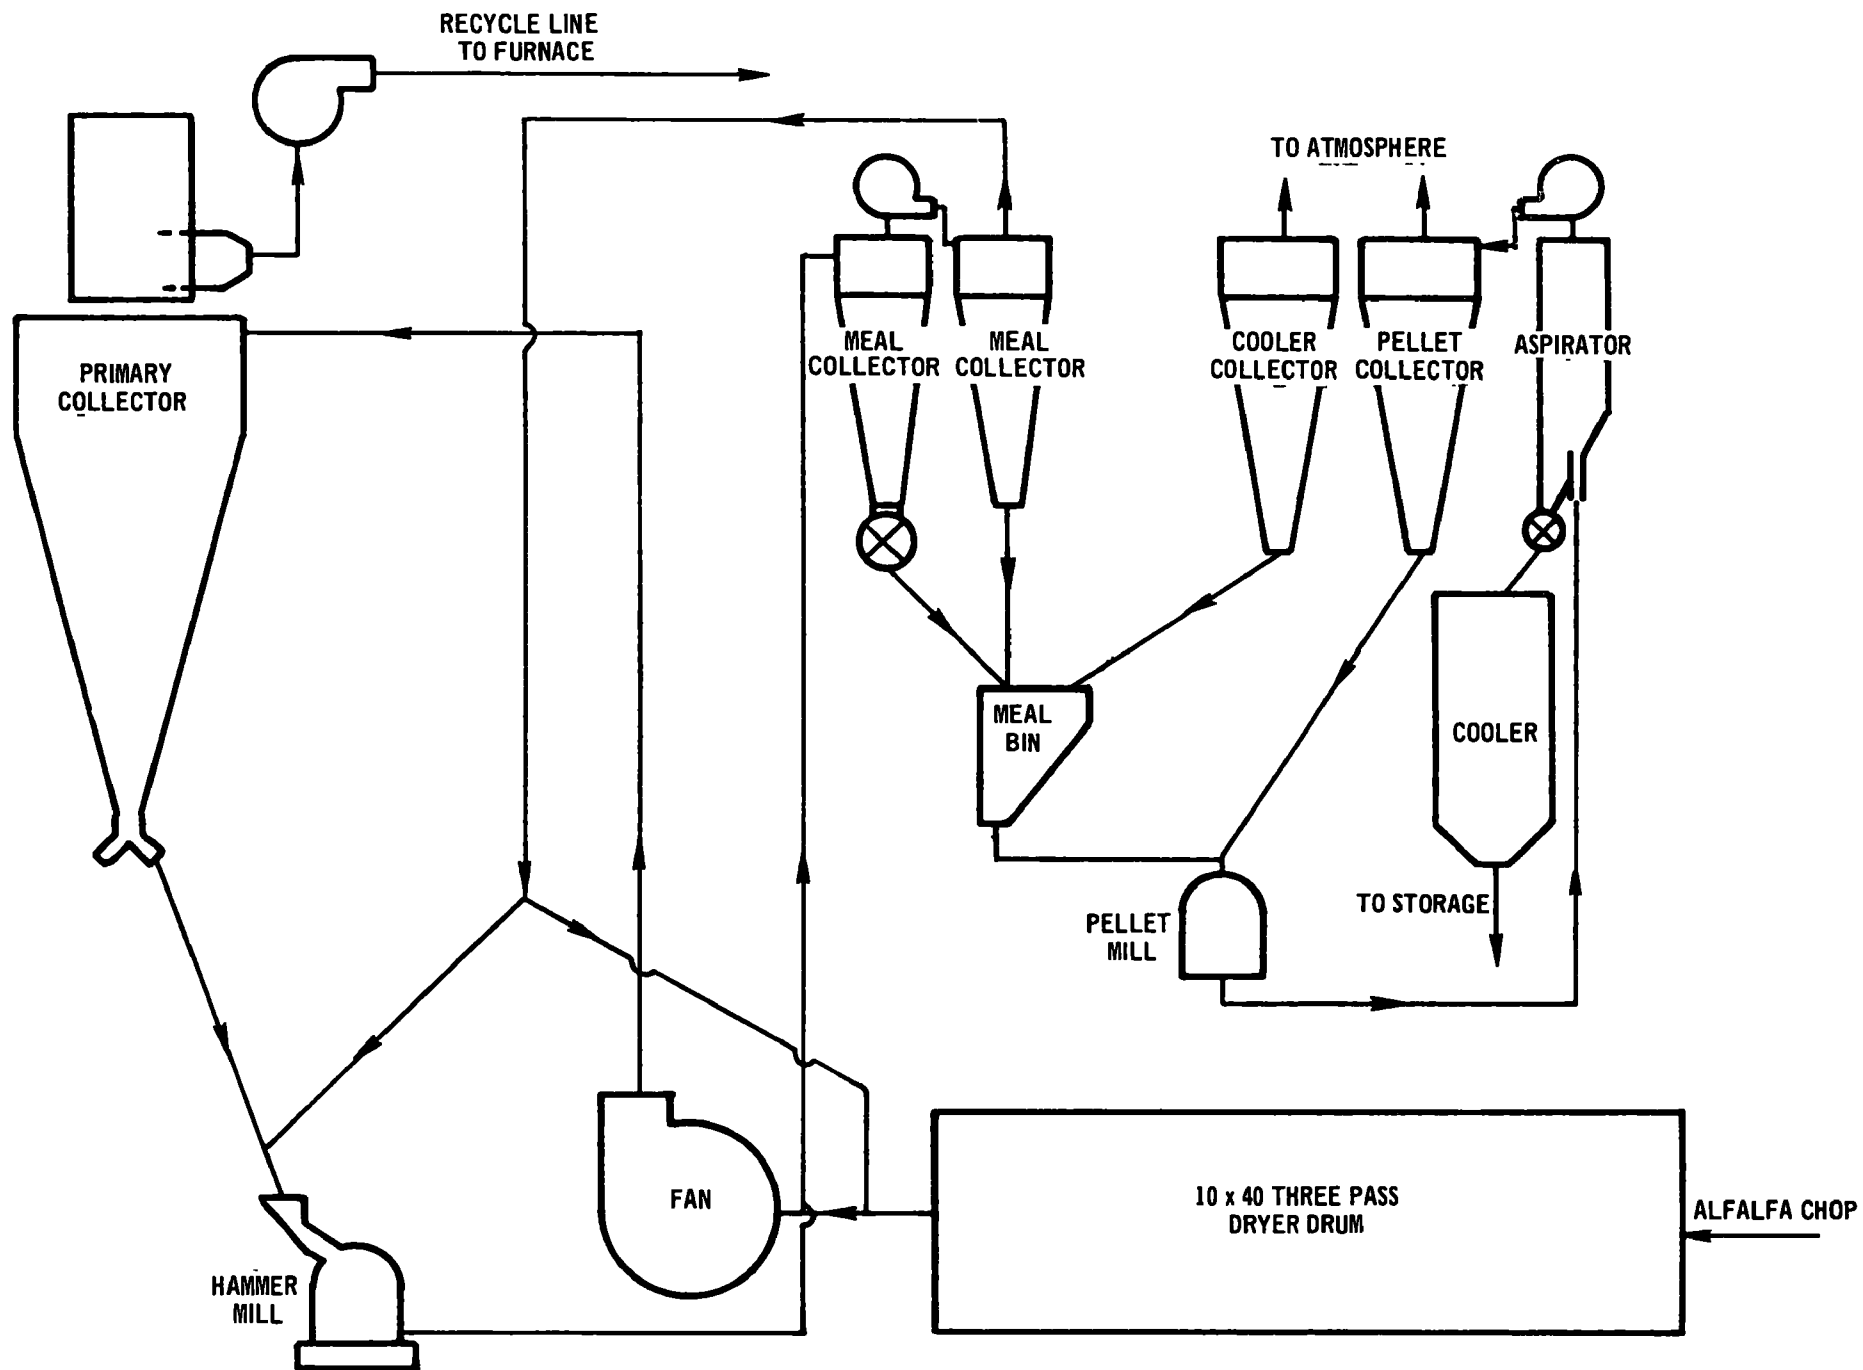 RECYCLE LINE
TO FURNACE
TO ATMOSPHERE
PRIMARY
COLLECTOR
MEAL
COLLECTOR
MEAL
COLLECTOR
COOLER
COLLECTOR
PELLET
COLLECTOR
ASPIRATOR
MEAL
BIN
COOLER
TO STORAGE
PELLET
MILL
FAN
10 x 40 THREE PASS
DRYER DRUM
ALFALFA CHOP
HAMMER
MILL